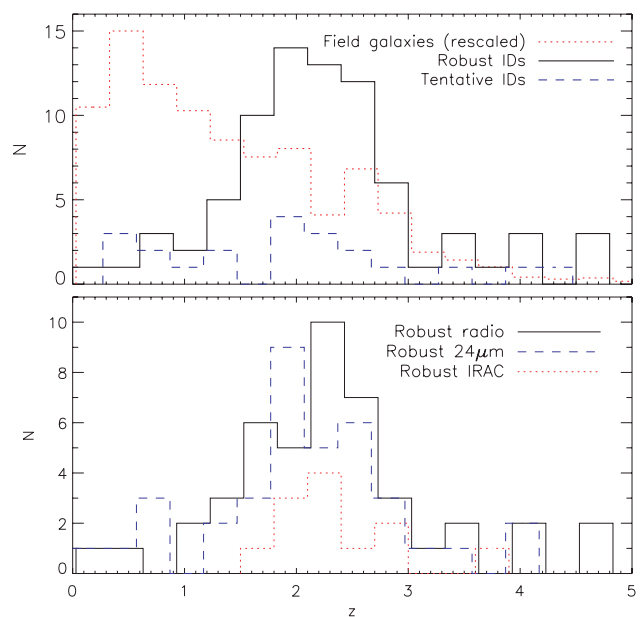 Field galaxies (rescaled)
Robust IDs
Tentative IDs
15
10
5
0
N
Robust radio
Robust 24μm
Robust IRAC
10
8
6
4
2
0
N
0 1 2 3 4 5
z